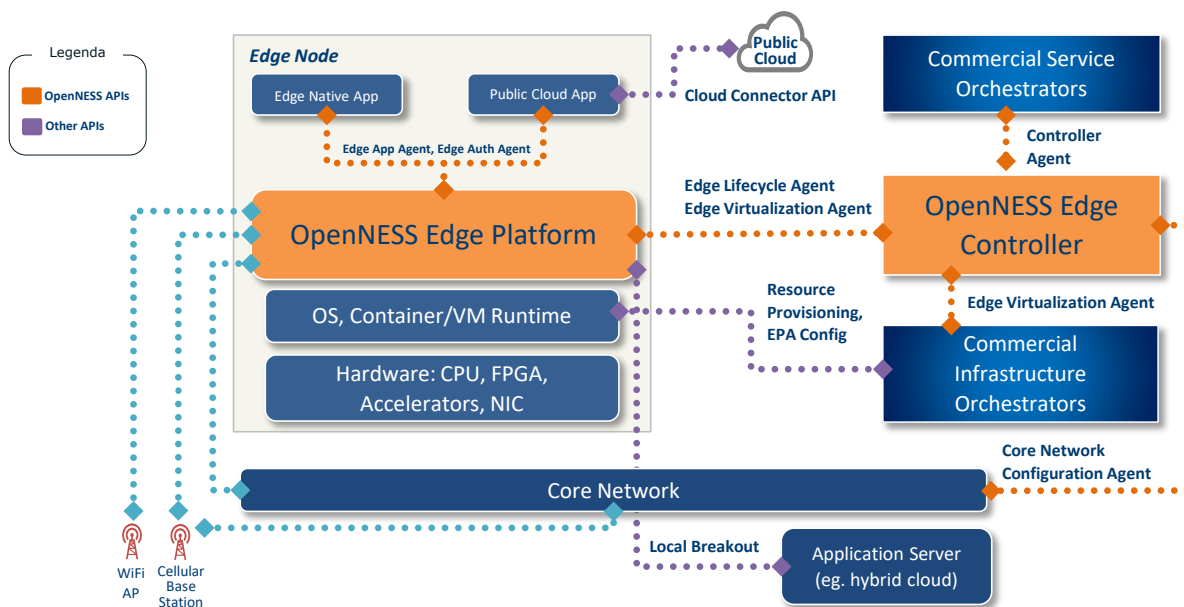 Legenda
OpenNESS APIs
Other APIs
Edge Node
Edge Native App
Public Cloud App
Edge App Agent, Edge Auth Agent
OpenNESS Edge Platform
OS, Container/VM Runtime
Hardware: CPU, FPGA,
Accelerators, NIC
Public
Cloud
Cloud Connector API
Commercial Service
Orchestrators
Controller
Agent
Edge Lifecycle Agent
Edge Virtualization Agent
OpenNESS Edge
Controller
Resource
Provisioning,
EPA Config
Edge Virtualization Agent
Commercial
Infrastructure
Orchestrators
Core Network
Configuration Agent
Core Network
Local Breakout
Application Server
(eg. hybrid cloud)
WiFi
AP
Cellular
Base
Station